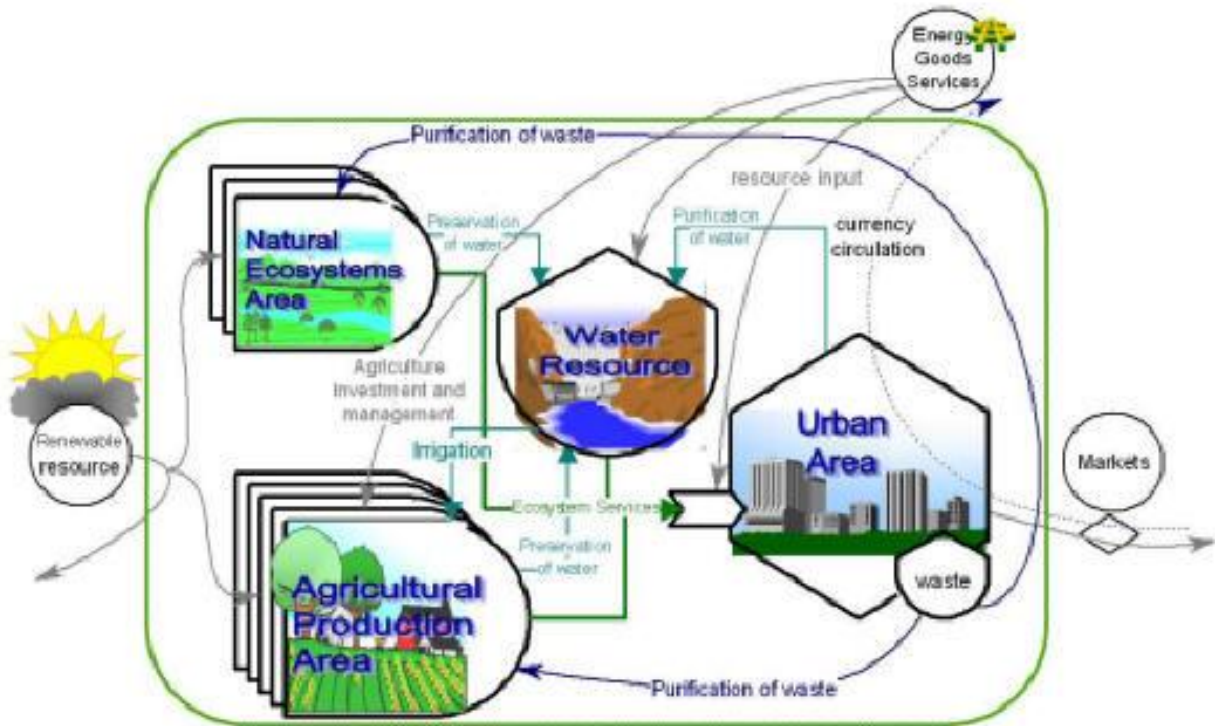 Energy
Goods
Services
Purification of waste
resource input
Natural
Ecosystems
Area
Preservation
of water
Purification
of water
currency
circulation
Water
Resource
Agriculture
investment and
management
Renewable
resource
Urban
Area
Markets
Irrigation
Ecosystem Services
Preservation
of water
Agricultural
Production
Area
waste
Purification of waste